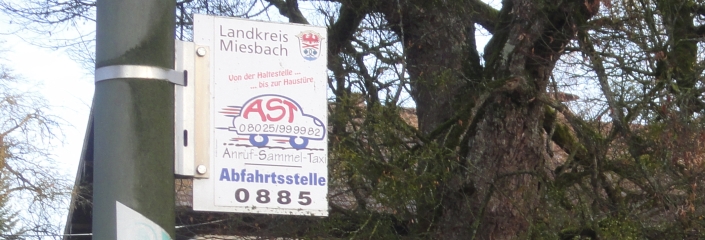 Landkreis
Miesbach
Von der Haltestelle ...
... bis zur Haustüre.
AST
08025/999982
Anruf-Sammel-Taxi
Abfahrtsstelle
0885